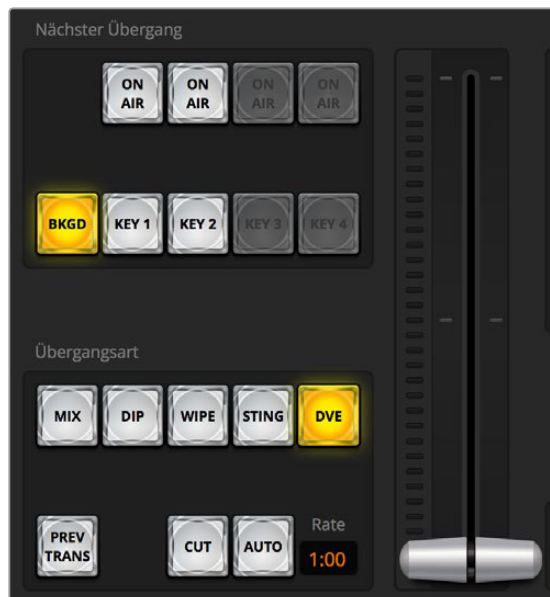 Nächster Übergang
ON AIR ON AIR ON AIR ON AIR
BKGD KEY 1 KEY 2 KEY 3 KEY 4
Übergangsart
MIX DIP WIPE STING DVE
Rate
PREV TRANS CUT AUTO 1:00